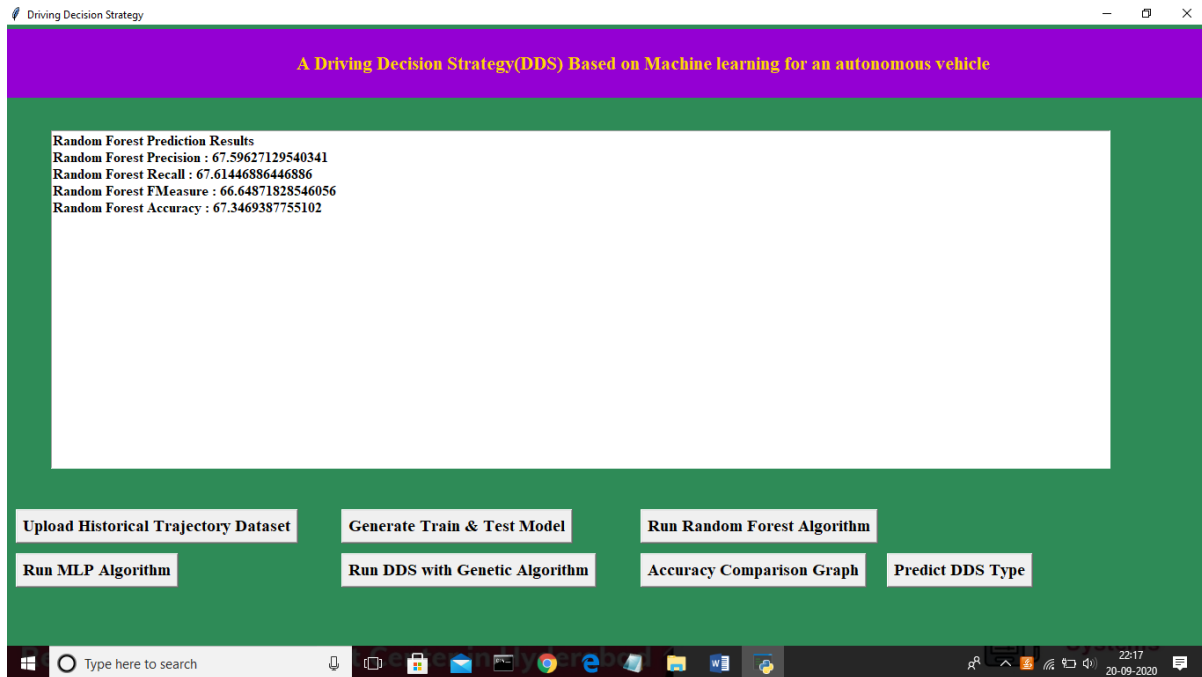 Driving Decision Strategy
A Driving Decision Strategy(DDS) Based on Machine learning for an autonomous vehicle
Random Forest Prediction Results
Random Forest Precision : 67.59627129540341
Random Forest Recall : 67.61446886446886
Random Forest FMeasure : 66.64871828546056
Random Forest Accuracy : 67.3469387755102
Upload Historical Trajectory Dataset
Generate Train & Test Model
Run Random Forest Algorithm
Run MLP Algorithm
Run DDS with Genetic Algorithm
Accuracy Comparison Graph
Predict DDS Type
Type here to search
22:17
20-09-2020